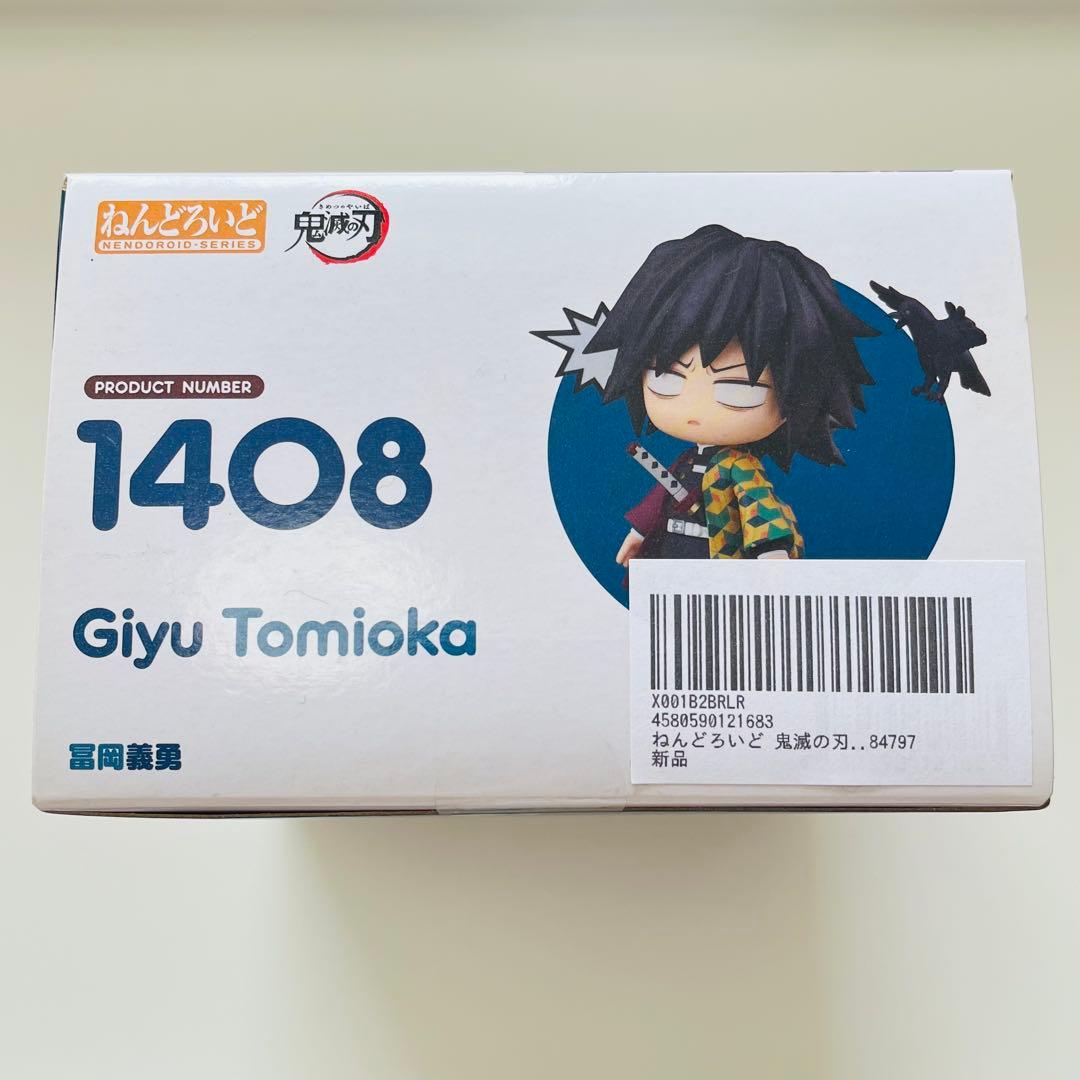 ねんどろいど
NENDOROID・SERIES
きめつのやいば
鬼滅の刃
PRODUCT NUMBER
1408
Giyu Tomioka
冨岡義勇
X001B2BRLR
4580590121683
ねんどろいど 鬼滅の刃..84797
新品